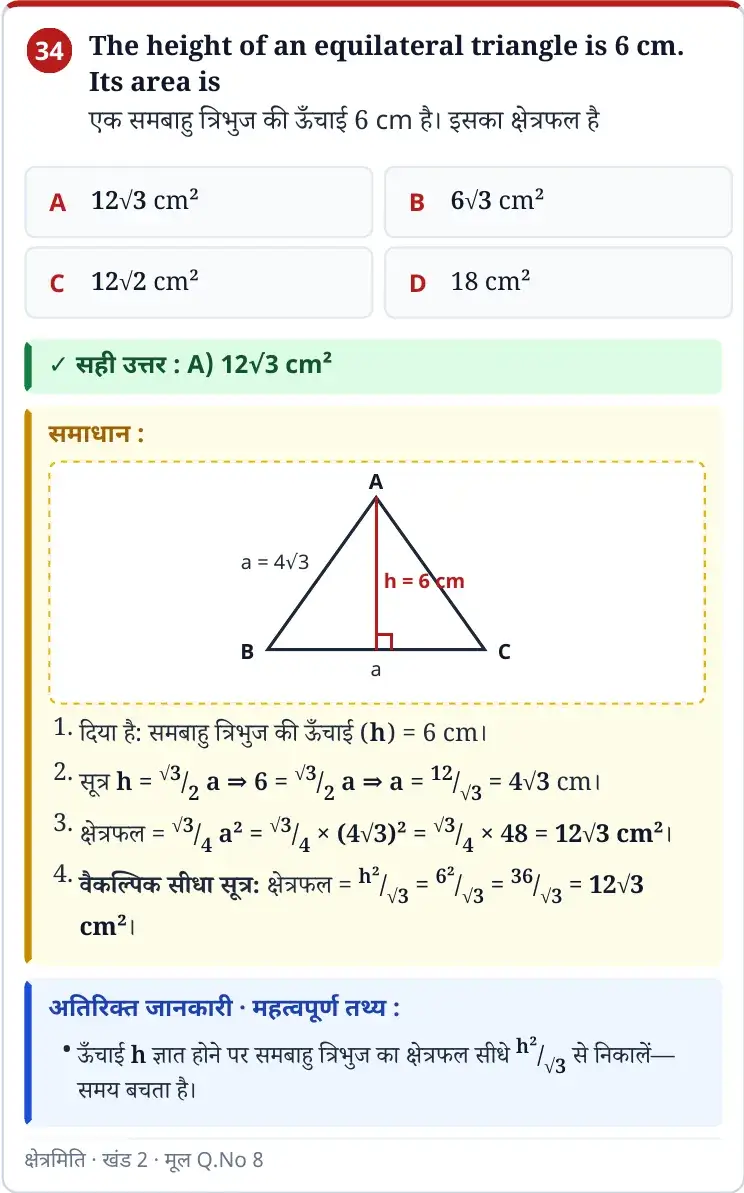 34 The height of an equilateral triangle is 6 cm.
Its area is
एक समबाहु त्रिभुज की ऊँचाई 6 cm है। इसका क्षेत्रफल है
A 12√3 cm²
B 6√3 cm²
C 12√2 cm²
D 18 cm²
✓ सही उत्तर : A) 12√3 cm²
समाधान :
A
a = 4√3
h = 6 cm
B
C
a
1. दिया है: समबाहु त्रिभुज की ऊँचाई (h) = 6 cm।
2. सूत्र h = √3/2 a ⇒ 6 = √3/2 a ⇒ a = 12/√3 = 4√3 cm।
3. क्षेत्रफल = √3/4 a² = √3/4 × (4√3)² = √3/4 × 48 = 12√3 cm²।
4. वैकल्पिक सीधा सूत्र: क्षेत्रफल = h²/√3 = 6²/√3 = 36/√3 = 12√3
cm²।
अतिरिक्त जानकारी · महत्वपूर्ण तथ्य :
• ऊँचाई h ज्ञात होने पर समबाहु त्रिभुज का क्षेत्रफल सीधे h²/√3 से निकालें—
समय बचता है।
क्षेत्रमिति · खंड 2 · मूल Q.No 8